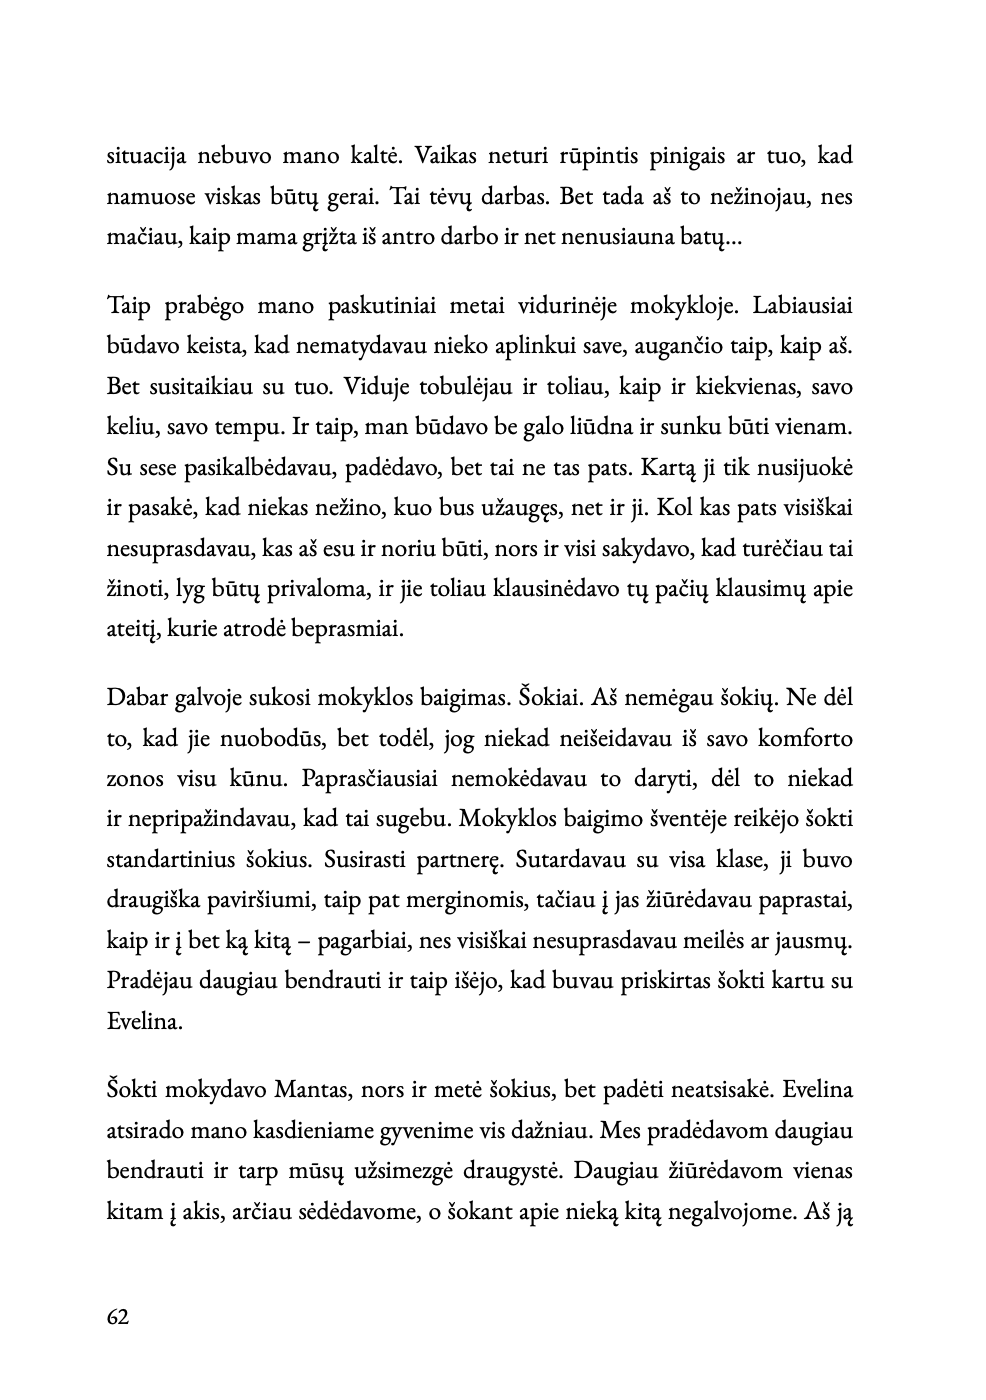 situacija nebuvo mano kaltė. Vaikas neturi rūpintis pinigais ar tuo, kad
namuose viskas būtų gerai. Tai tėvų darbas. Bet tada aš to nežinojau, nes
mačiau, kaip mama grįžta iš antro darbo ir net nenusiauna batų...
Taip prabėgo mano paskutiniai metai vidurinėje mokykloje. Labiausiai
būdavo keista, kad nematydavau nieko aplinkui save, augančio taip, kaip aš.
Bet susitaikiau su tuo. Viduje tobulėjau ir toliau, kaip ir kiekvienas, savo
keliu, savo tempu. Ir taip, man būdavo be galo liūdna ir sunku būti vienam.
Su sese pasikalbėdavau, padėdavo, bet tai ne tas pats. Kartą ji tik nusijuokė
ir pasakė, kad niekas nežino, kuo bus užaugęs, net ir ji. Kol kas pats visiškai
nesuprasdavau, kas aš esu ir noriu būti, nors ir visi sakydavo, kad turėčiau tai
žinoti, lyg būtų privaloma, ir jie toliau klausinėdavo tų pačių klausimų apie
ateitį, kurie atrodė beprasmiai.
Dabar galvoje sukosi mokyklos baigimas. Šokiai. Aš nemėgau šokių. Ne dėl
to, kad jie nuobodūs, bet todėl, jog niekad neišeidavau iš savo komforto
zonos visu kūnu. Paprasčiausiai nemokėdavau to daryti, dėl to niekad
ir nepripažindavau, kad tai sugebu. Mokyklos baigimo šventėje reikėjo šokti
standartinius šokius. Susirasti partnerę. Sutardavau su visa klase, ji buvo
draugiška paviršiumi, taip pat merginomis, tačiau į jas žiūrėdavau paprastai,
kaip ir į bet ką kitą – pagarbiai, nes visiškai nesuprasdavau meilės ar jausmų.
Pradėjau daugiau bendrauti ir taip išėjo, kad buvau priskirtas šokti kartu su
Evelina.
Šokti mokydavo Mantas, nors ir metė šokius, bet padėti neatsisakė. Evelina
atsirado mano kasdieniame gyvenime vis dažniau. Mes pradėdavom daugiau
bendrauti ir tarp mūsų užsimezgė draugystė. Daugiau žiūrėdavom vienas
kitam į akis, arčiau sėdėdavome, o šokant apie nieką kitą negalvojome. Aš ją
62